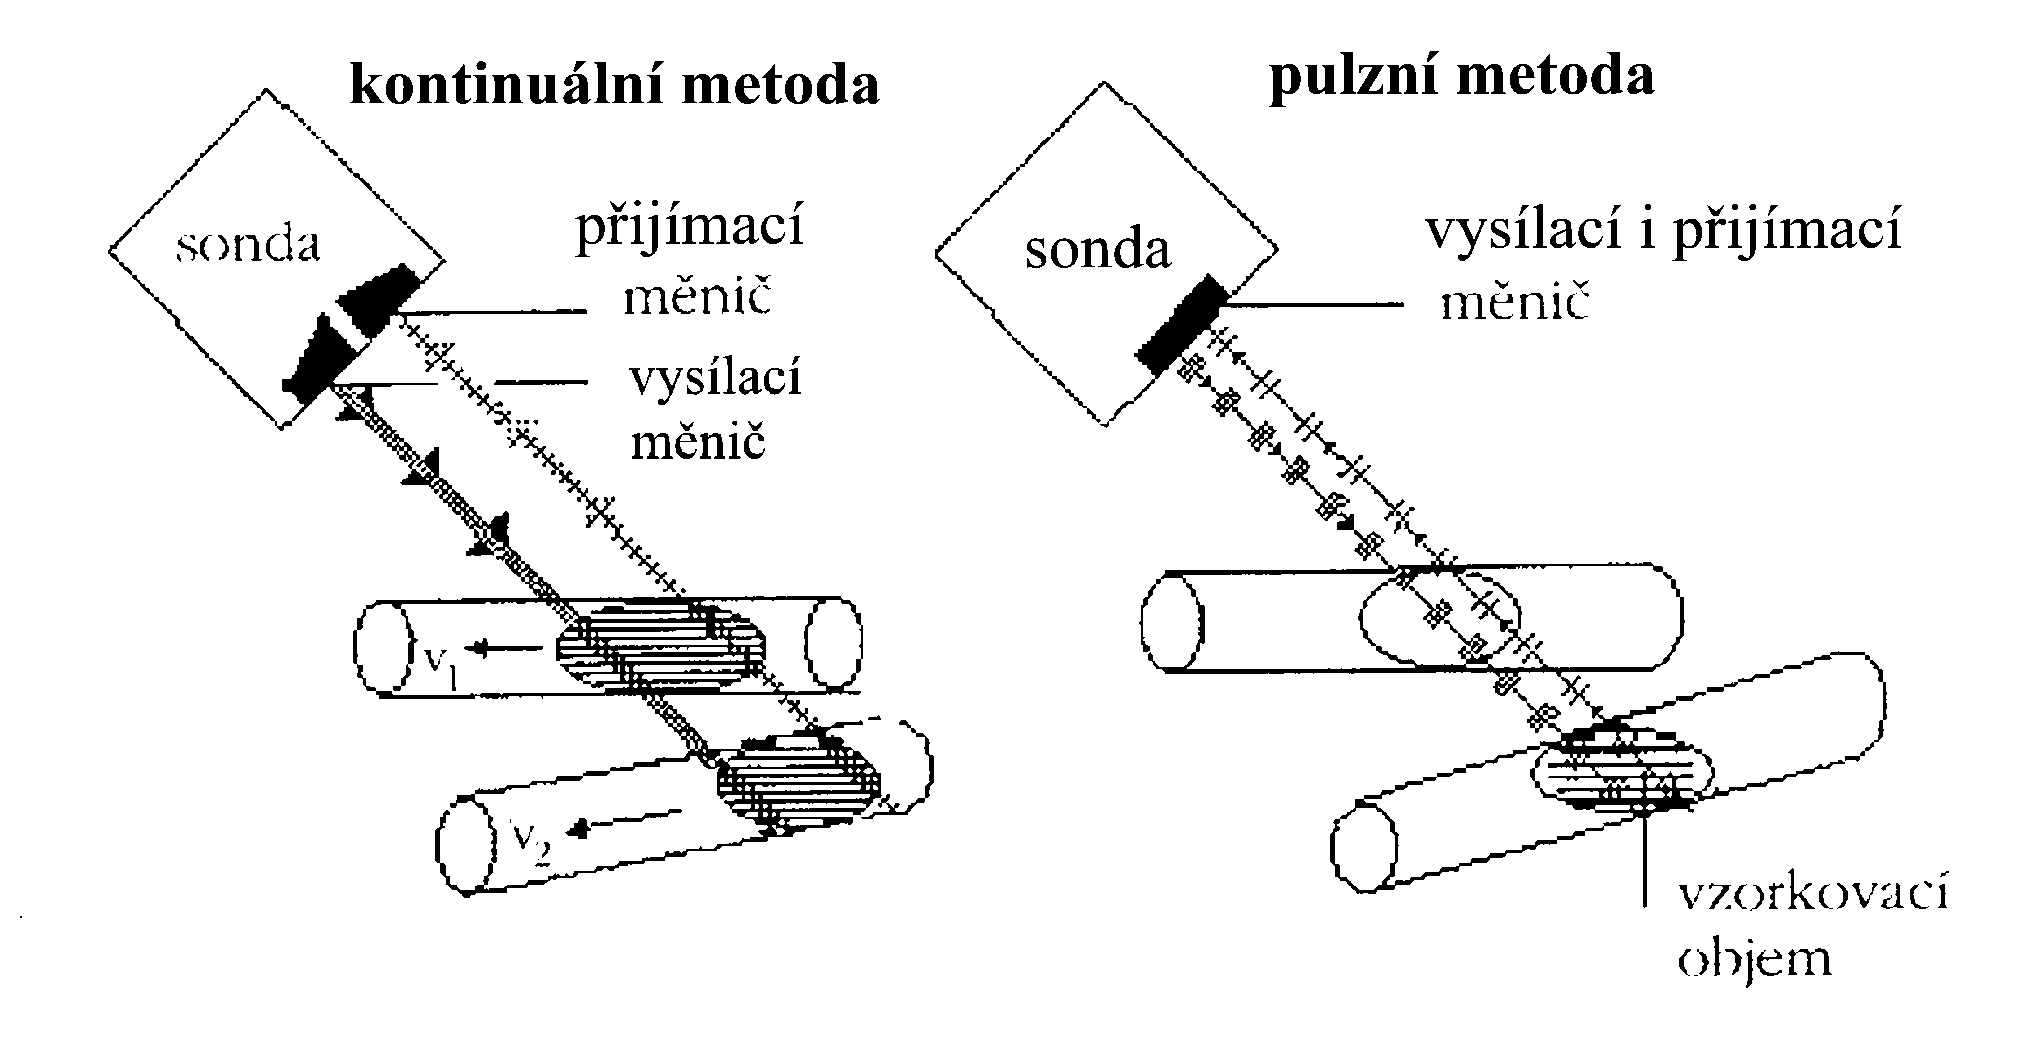 kontinuální metoda
sonda
přijímací
měnič
vysílací
měnič
v1
v2
pulzní metoda
sonda
vysílací i přijímací
měnič
vzorkovací
objem